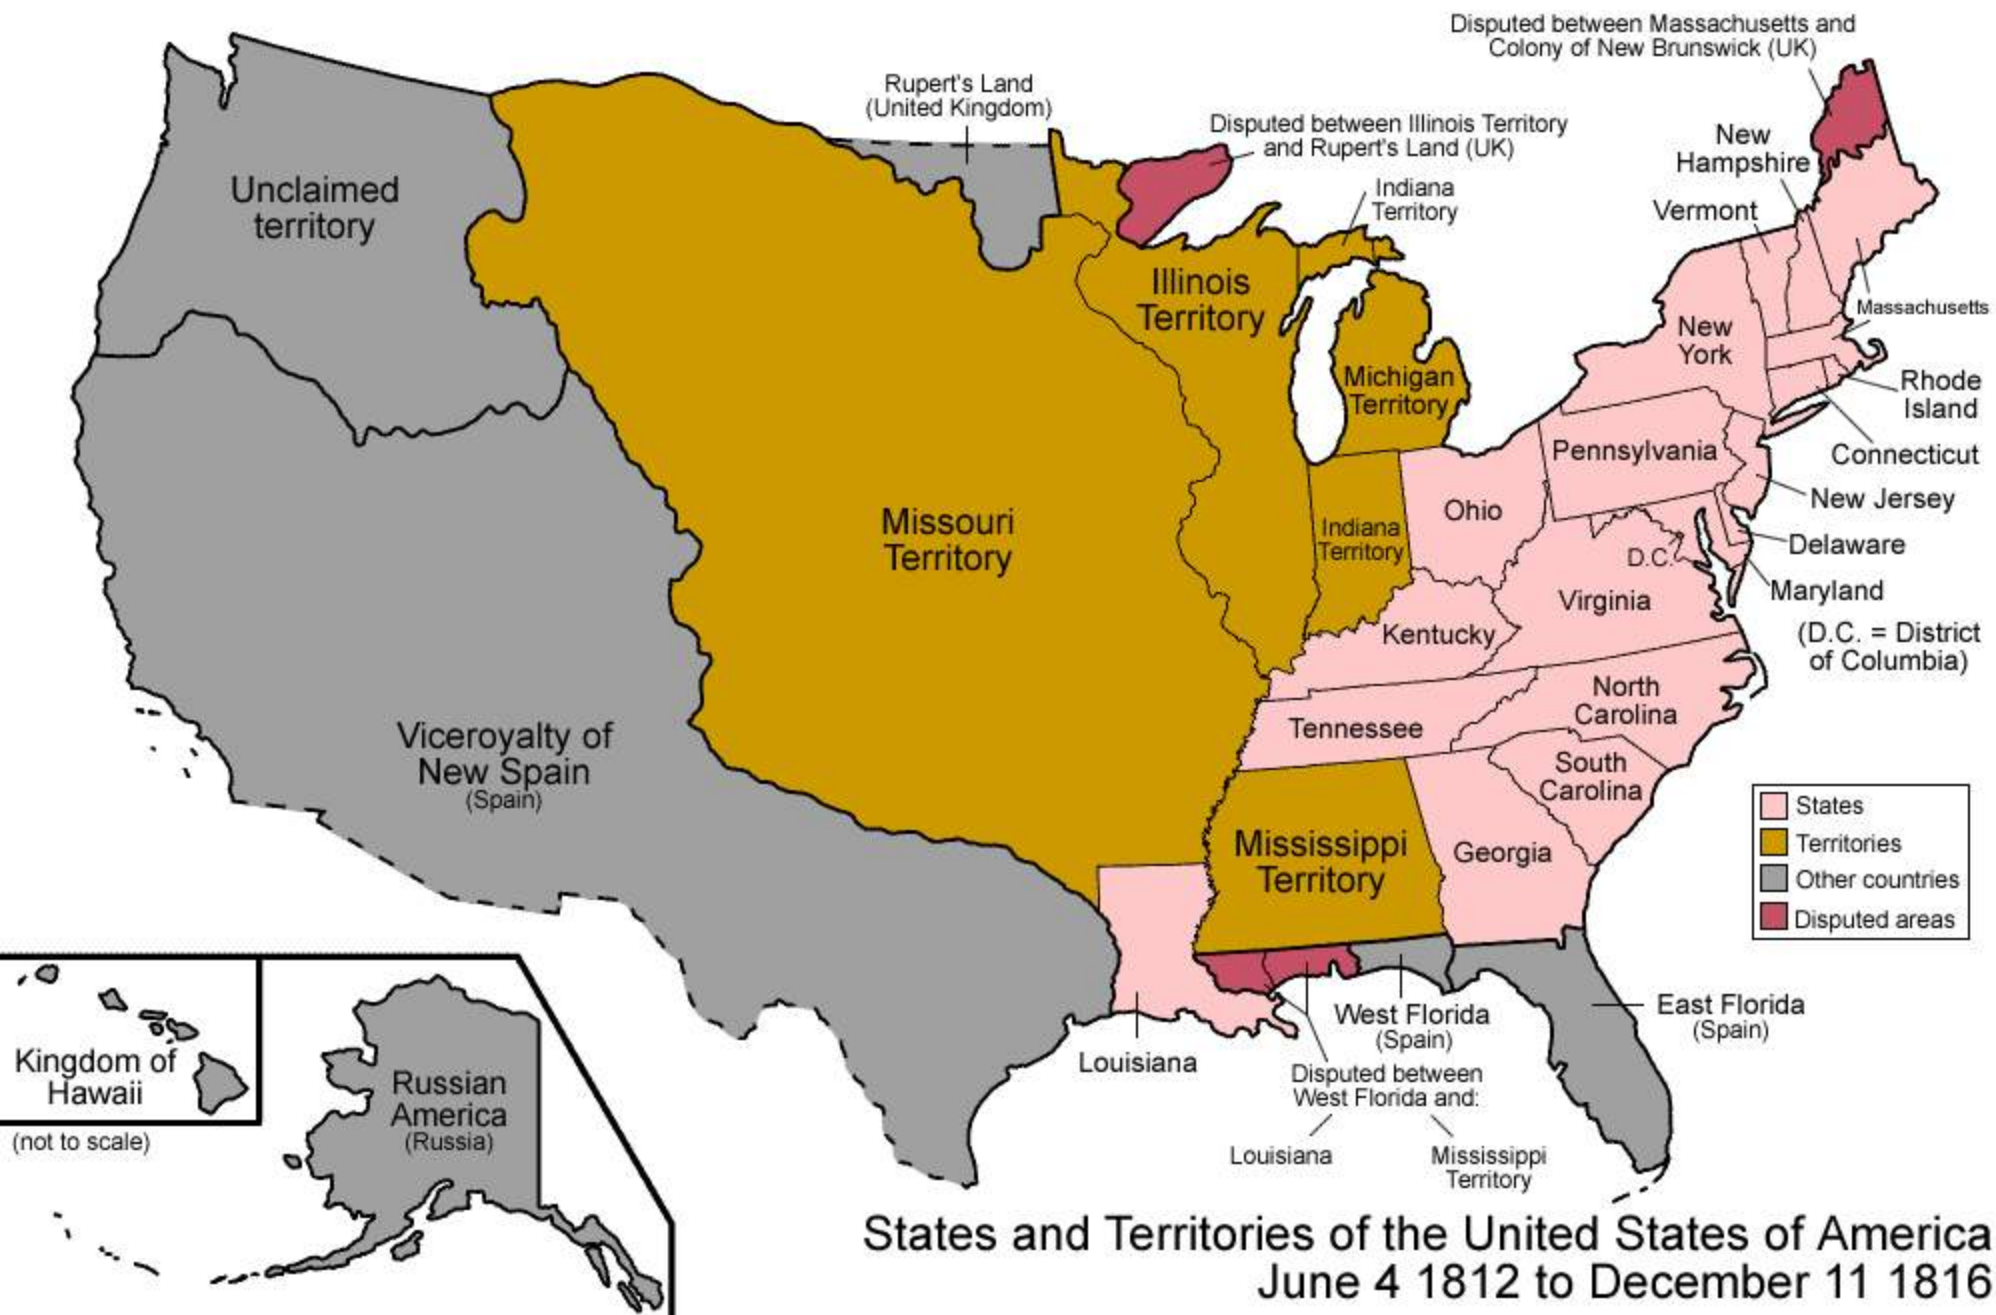 Disputed between Massachusetts and
Colony of New Brunswick (UK)
Rupert's Land
(United Kingdom)
Disputed between Illinois Territory
and Rupert's Land (UK)
New
Hampshire
Indiana
Territory
Vermont
Unclaimed
territory
Illinois
Territory
Massachusetts
New
York
Michigan
Territory
Rhode
Island
Pennsylvania
Connecticut
New Jersey
Ohio
Missouri
Territory
Indiana
Territory
D.C.
Delaware
Maryland
Virginia
Kentucky
(D.C. = District
of Columbia)
North
Carolina
Tennessee
Viceroyalty of
New Spain
(Spain)
South
Carolina
States
Territories
Other countries
Disputed areas
Mississippi
Territory
Georgia
West Florida
(Spain)
East Florida
(Spain)
Louisiana
Disputed between
West Florida and:
Louisiana
Mississippi
Territory
Kingdom of
Hawaii
(not to scale)
Russian
America
(Russia)
States and Territories of the United States of America
June 4 1812 to December 11 1816